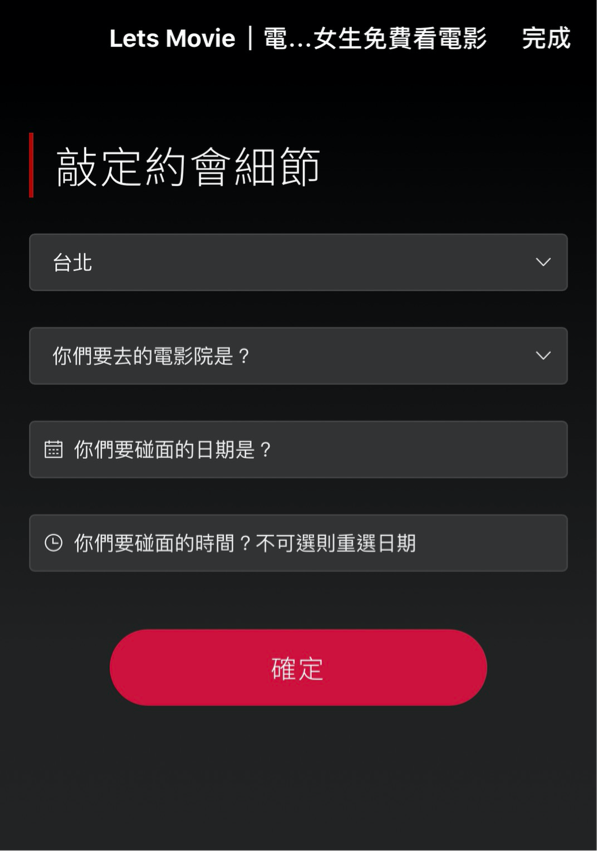 Lets Movie｜電...女生免費看電影 完成
敲定約會細節
台北
你們要去的電影院是？
你們要碰面的日期是？
你們要碰面的時間？不可選則重選日期
確定